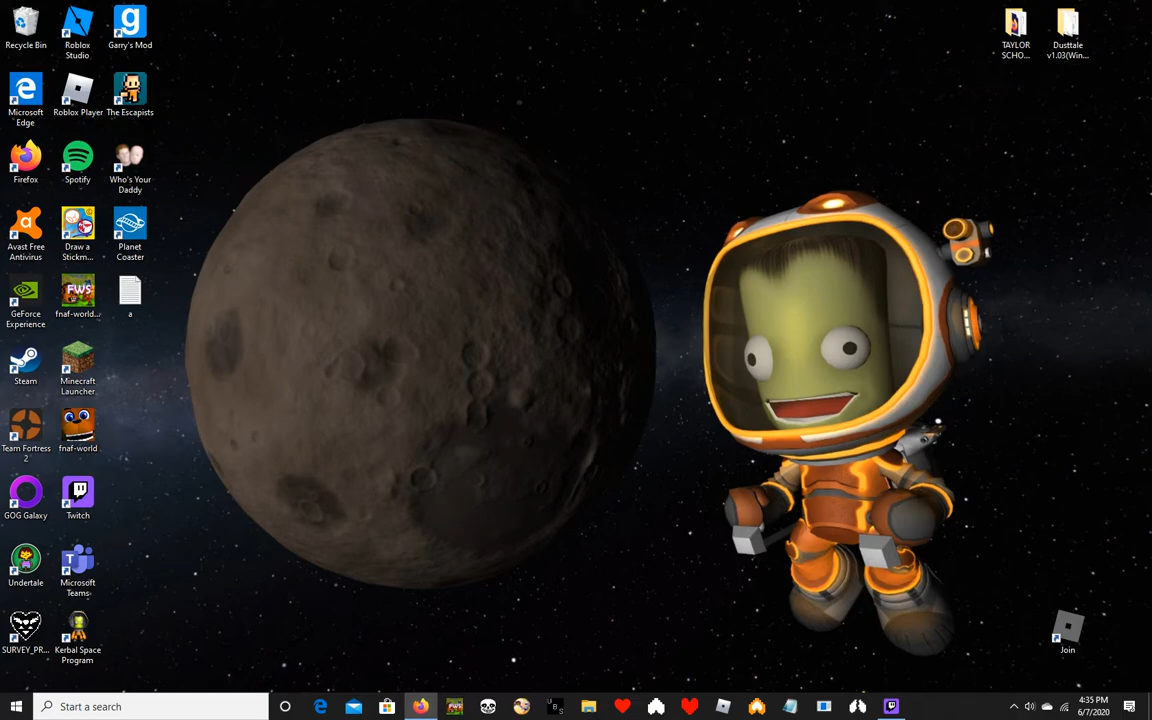 Recycle Bin
Roblox
Studio
Garry's Mod
Microsoft
Edge
Roblox Player
The Escapists
Firefox
Spotify
Who's Your
Daddy
Avast Free
Antivirus
Draw a
Stickm...
Planet
Coaster
GeForce
Experience
FWS
fnaf-world...
a
Steam
Minecraft
Launcher
Team Fortress
2
fnaf-world
GOG Galaxy
Twitch
Undertale
Microsoft
Teams
SURVEY_PR...
Kerbal Space
Program
TAYLOR
SCHO...
Dusttale
v1.03(Win...
Join
Start a search
UBS
4:35 PM
6/7/2020